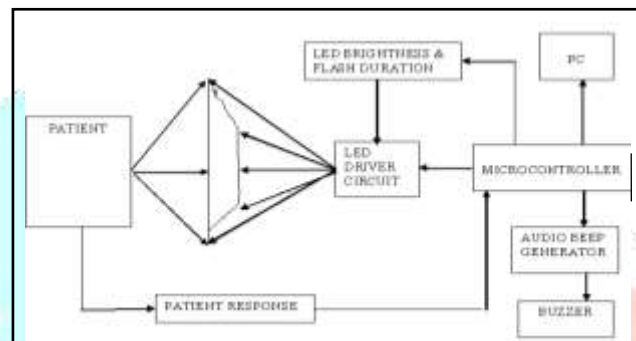 LED BRIGHTNESS &
FLASH DURATION
PC
PATIENT
LED
DRIVER
CIRCUIT
MICROCONTROLLER
AUDIO BEEP
GENERATOR
PATIENT RESPONSE
BUZZER